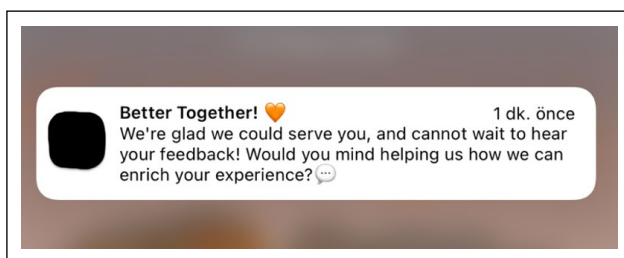 Better Together! 🧡 1 dk. önce
We're glad we could serve you, and cannot wait to hear
your feedback! Would you mind helping us how we can
enrich your experience?💬